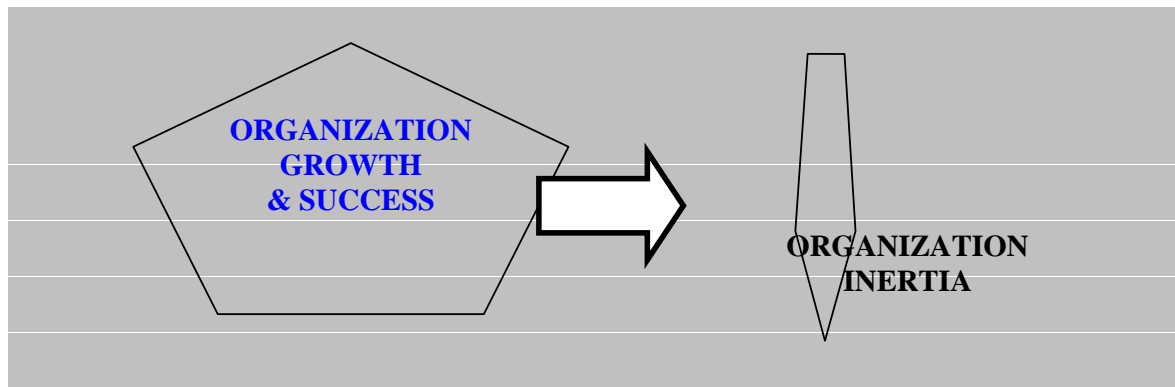 ORGANIZATION
GROWTH
& SUCCESS
ORGANIZATION
INERTIA